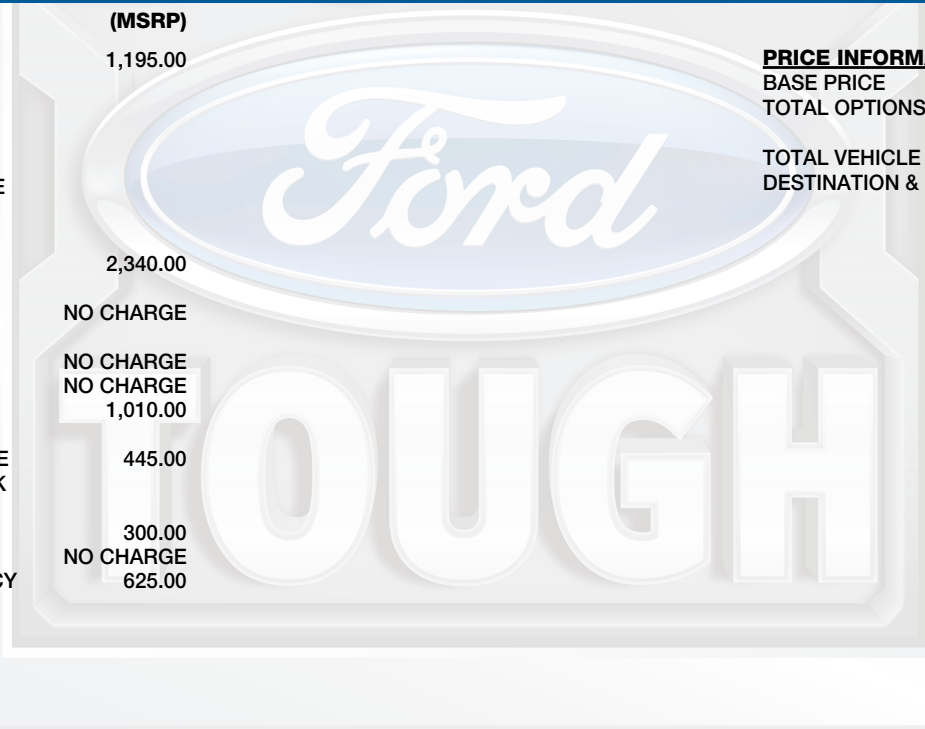 (MSRP)
1,195.00
PRICE INFORM
BASE PRICE
TOTAL OPTIONS
TOTAL VEHICLE
DESTINATION &
E
2,340.00
NO CHARGE
NO CHARGE
NO CHARGE
1,010.00
E 445.00
K
300.00
NO CHARGE
CY 625.00
Ford
TOUGH